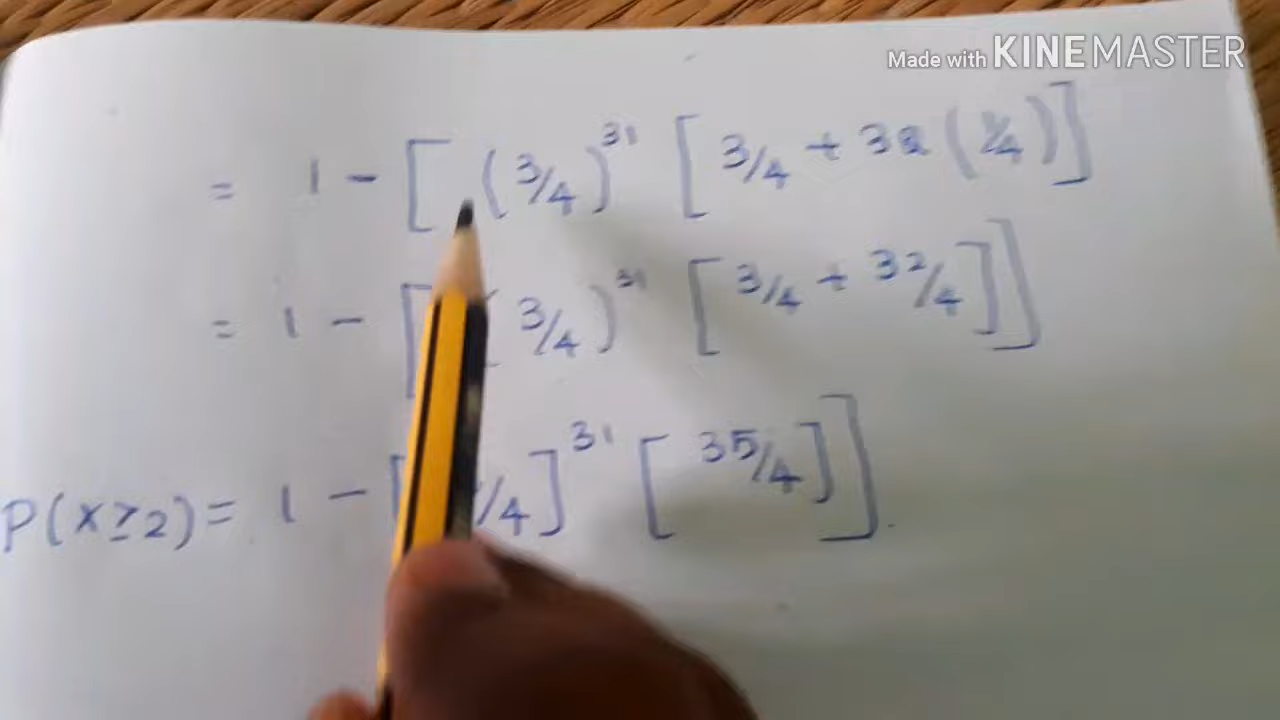 Made with KINEMASTER
= 1 - [ (3/4)^31 [ 3/4 + 32 (1/4) ]
= 1 - [ ( 3/4 )^31 [ 3/4 + 32/4 ] ]
P(x≥2) = 1 - [ /4 ]^31 [ 35/4 ] ]